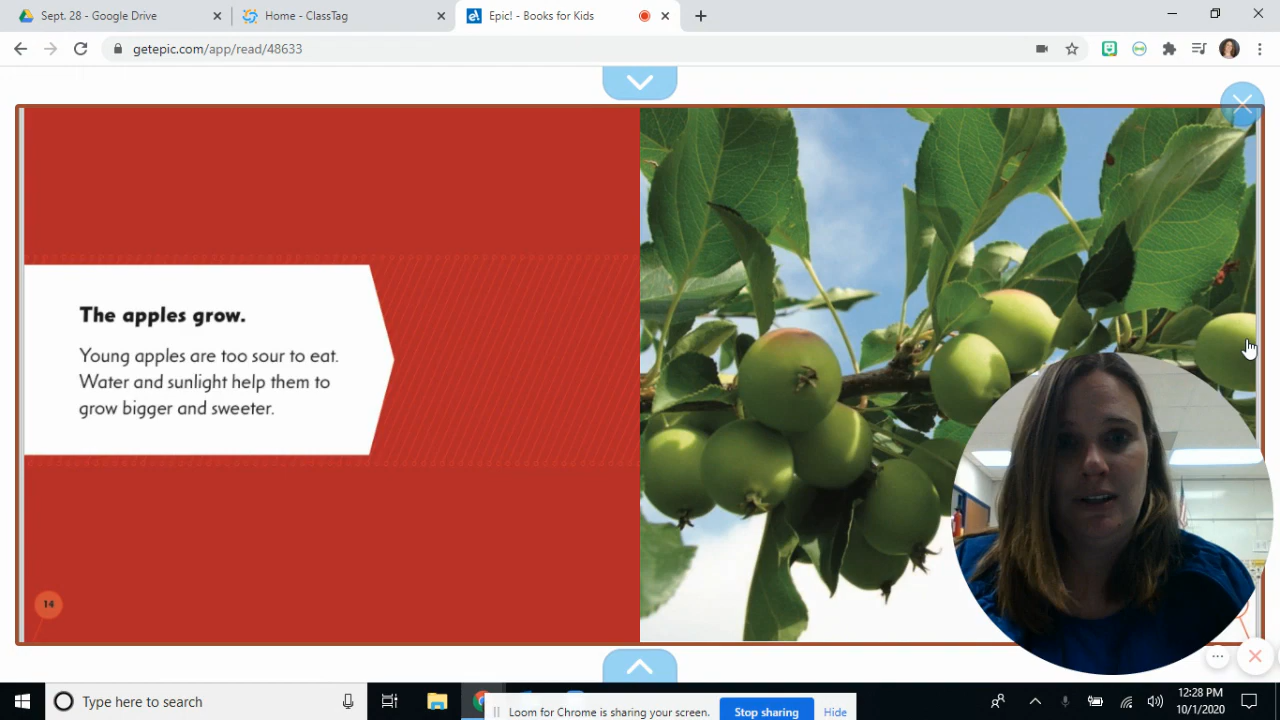 Sept. 28 - Google Drive
Home - ClassTag
Epic! - Books for Kids
getepic.com/app/read/48633
The apples grow.
Young apples are too sour to eat.
Water and sunlight help them to
grow bigger and sweeter.
14
Loom for Chrome is sharing your screen.
Stop sharing
Hide
Type here to search
12:28 PM
10/1/2020